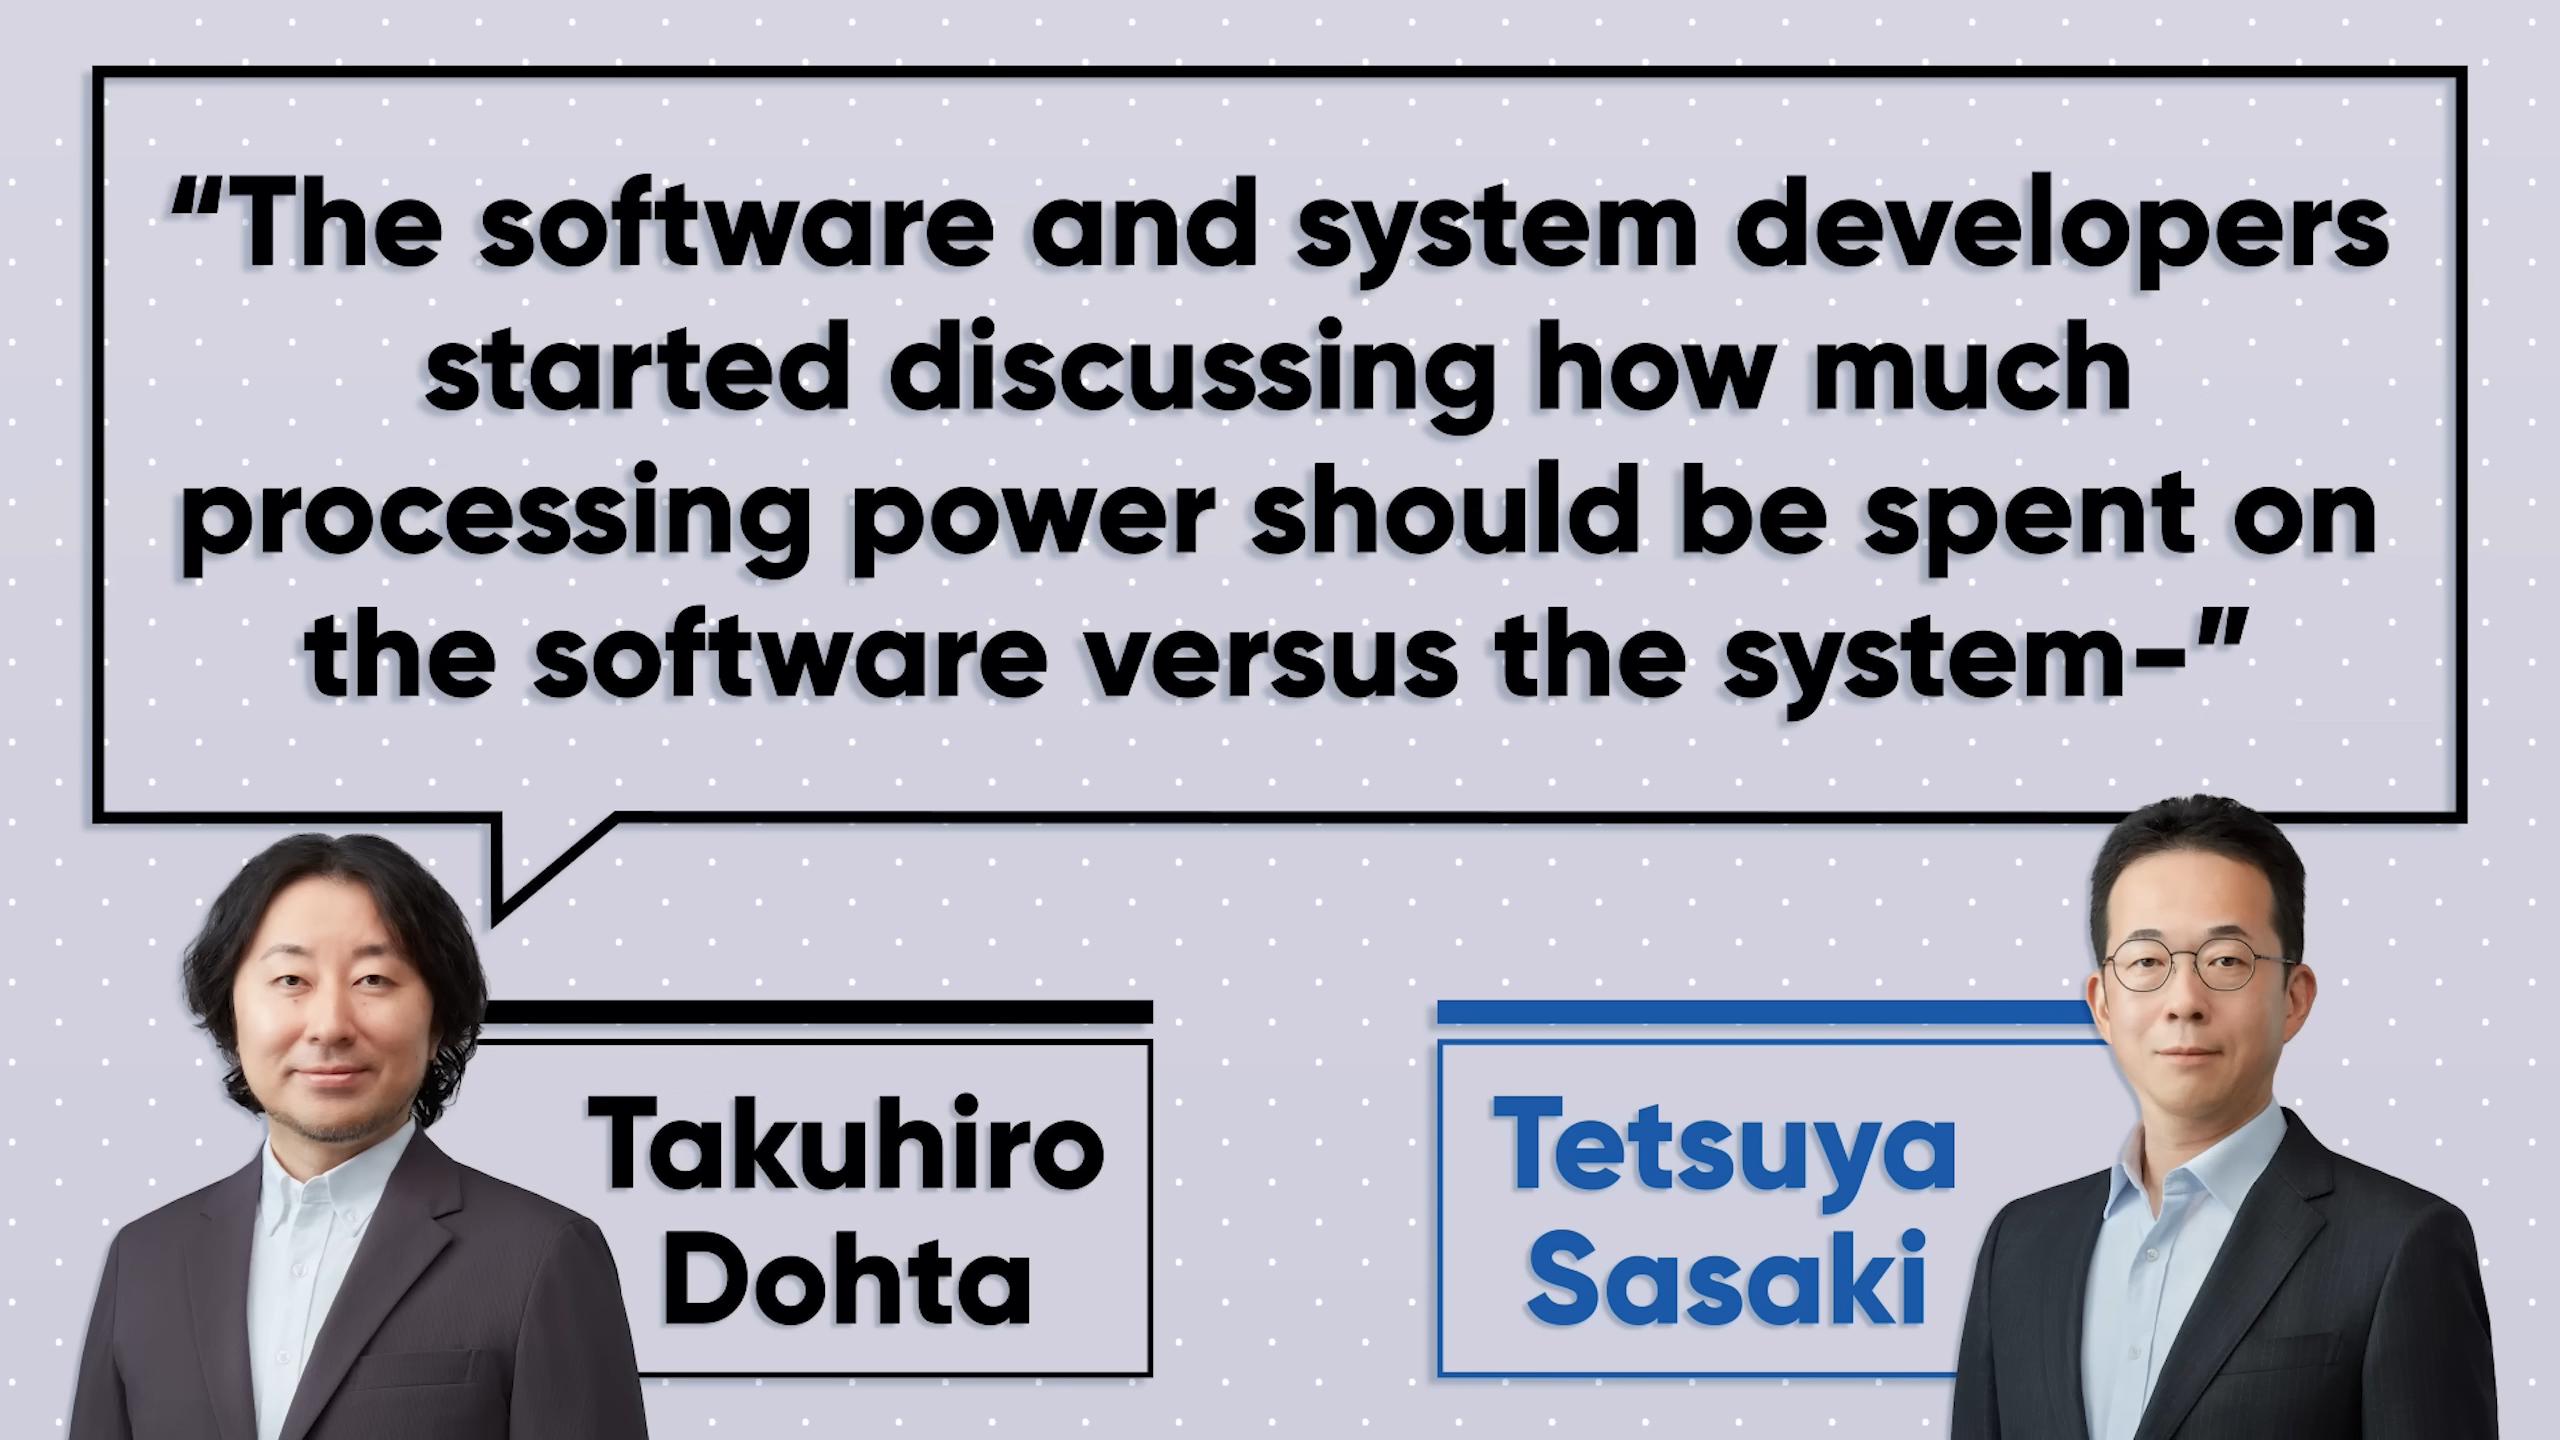 “The software and system developers
started discussing how much
processing power should be spent on
the software versus the system-”
Takuhiro
Dohta
Tetsuya
Sasaki